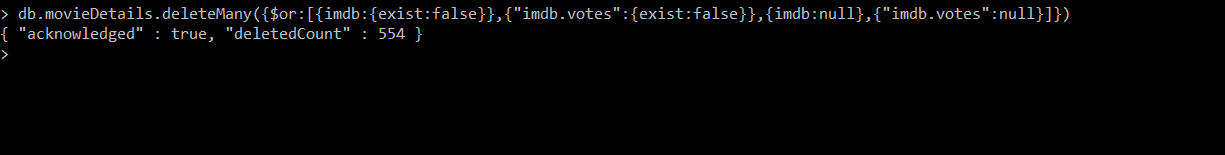 > db.movieDetails.deleteMany({$or:[{imdb:{exist:false}},{"imdb.votes":{exist:false}},{imdb:null},{"imdb.votes":null}]})
{ "acknowledged" : true, "deletedCount" : 554 }
>